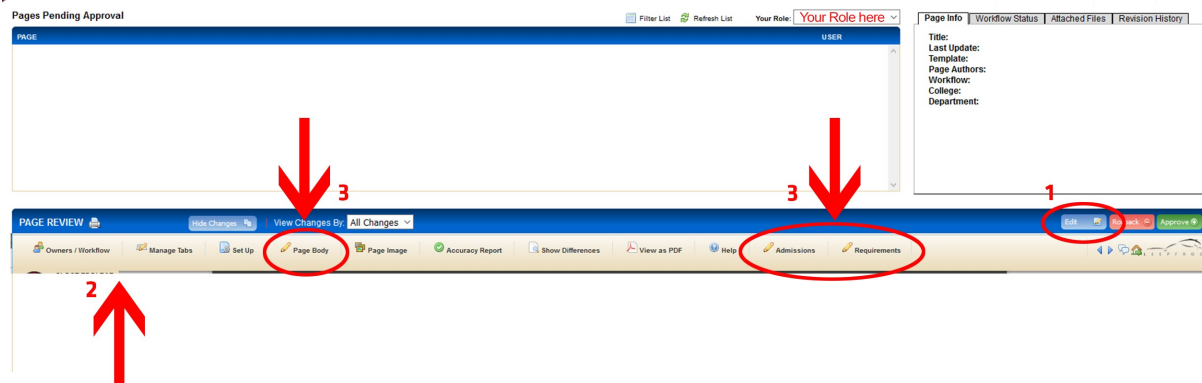 Pages Pending Approval
Filter List Refresh List Your Role: Your Role here
PAGE USER
Page Info Workflow Status Attached Files Revision History
Title:
Last Update:
Template:
Page Authors:
Workflow:
College:
Department:
3
3
1
PAGE REVIEW Hide Changes View Changes By: All Changes Edit Approve
Owners / Workflow Manage Tabs Set Up Page Body Page Image Accuracy Report Show Differences View as PDF Help Admissions Requirements
2